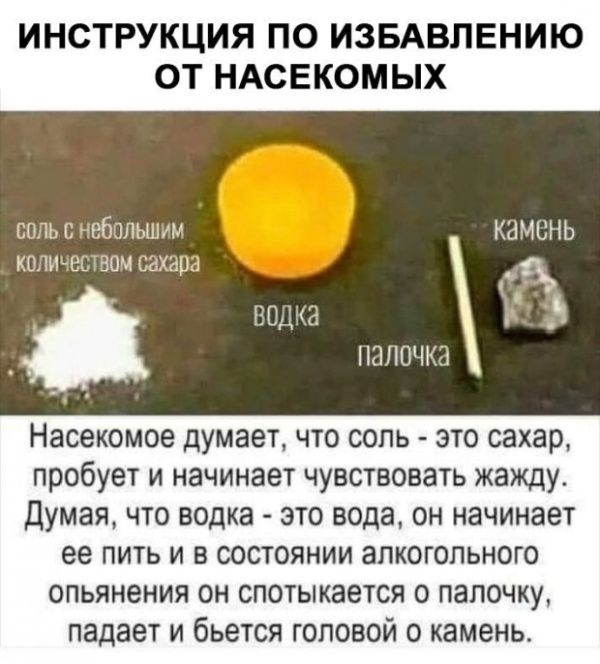 ИНСТРУКЦИЯ ПО ИЗБАВЛЕНИЮ
ОТ НАСЕКОМЫХ
соль с небольшим
количеством сахара
водка
палочка
камень
Насекомое думает, что соль - это сахар,
пробует и начинает чувствовать жажду.
Думая, что водка - это вода, он начинает
ее пить и в состоянии алкогольного
опьянения он спотыкается о палочку,
падает и бьется головой о камень.